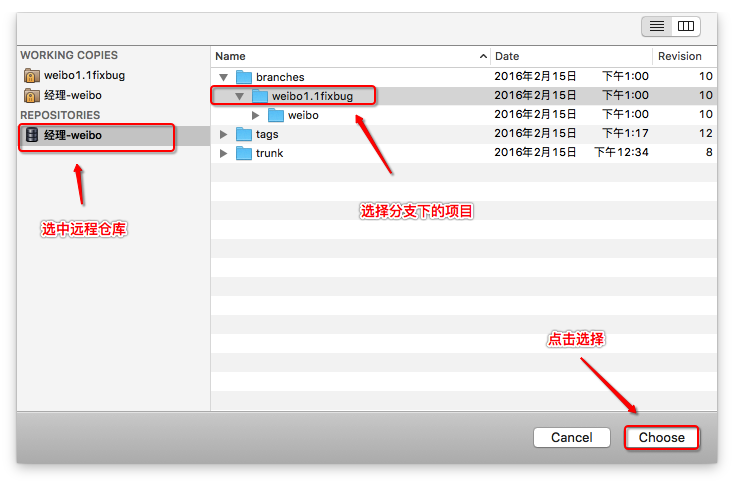 WORKING COPIES
weibo1.1fixbug
经理-weibo
REPOSITORIES
经理-weibo
选中远程仓库
Name Date Revision
branches 2016年2月15日 下午1:00 10
weibo1.1fixbug 2016年2月15日 下午1:00 10
weibo 2016年2月15日 下午1:00 10
tags 2016年2月15日 下午1:17 12
trunk 2016年2月15日 下午12:34 8
选择分支下的项目
点击选择
Cancel Choose